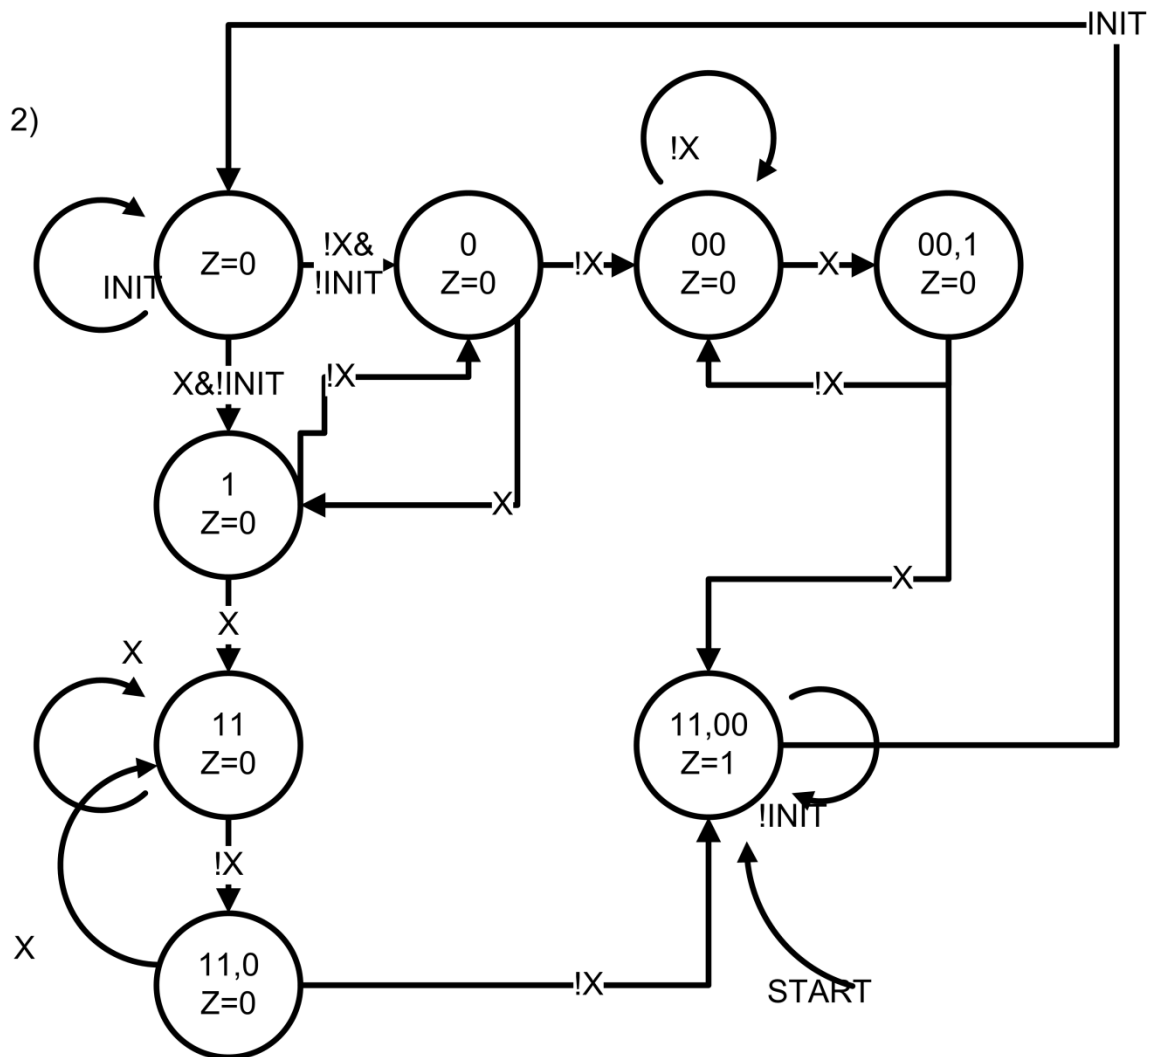 INIT
2)
!X
Z=0
INIT
!X&
!INIT
0
Z=0
!X
00
Z=0
X
00,1
Z=0
X&!INIT
!X
!X
1
Z=0
X
X
X
X
11
Z=0
11,00
Z=1
!INIT
!X
X
11,0
Z=0
!X
START